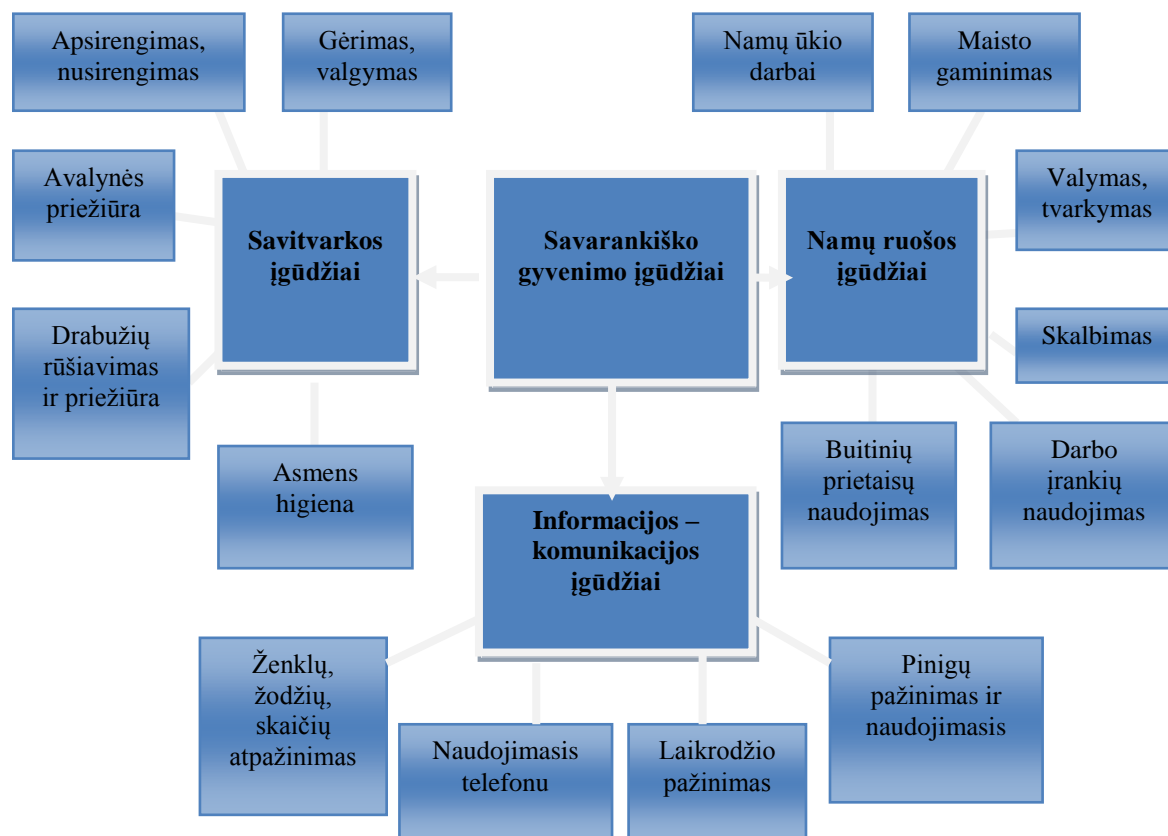 Apsirengimas,
nusirengimas
Gėrimas,
valgymas
Namų ūkio
darbai
Maisto
gaminimas
Avalynės
priežiūra
Savitvarkos
įgūdžiai
Savarankiško
gyvenimo įgūdžiai
Namų ruošos
įgūdžiai
Valymas,
tvarkymas
Drabužių
rūšiavimas
ir priežiūra
Skalbimas
Asmens
higiena
Buitinių
prietaisų
naudojimas
Darbo
įrankių
naudojimas
Informacijos –
komunikacijos
įgūdžiai
Ženklų,
žodžių,
skaičių
atpažinimas
Naudojimasis
telefonu
Laikrodžio
pažinimas
Pinigų
pažinimas ir
naudojimasis